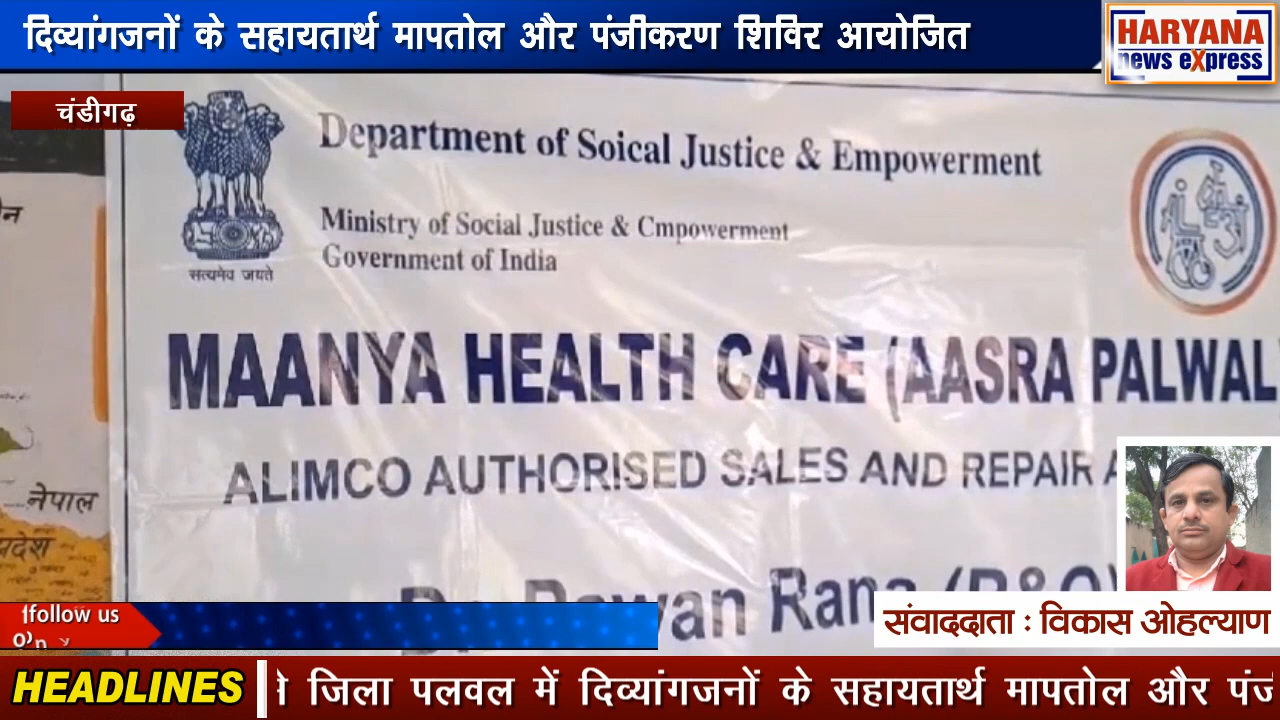 दिव्यांगजनों के सहायतार्थ मापतोल और पंजीकरण शिविर आयोजित
HARYANA
news eXpress
चंडीगढ़
Department of Soical Justice & Empowerment
Ministry of Social Justice & Cmpowerment
Government of India
सत्यमेव जयते
MAANYA HEALTH CARE (AASRA PALWAL
ALIMCO AUTHORISED SALES AND REPAIR
Rana
नेपाल
follow us
on
संवाददाता : विकास ओहल्याण
HEADLINES
जिला पलवल में दिव्यांगजनों के सहायतार्थ मापतोल और